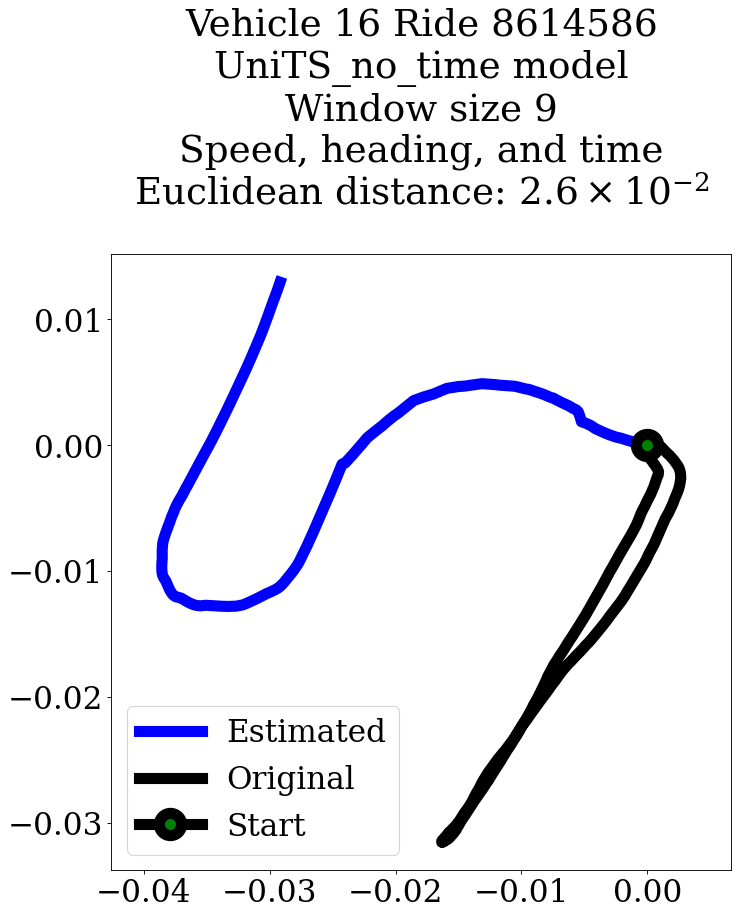 Vehicle 16 Ride 8614586
UniTS_no_time model
Window size 9
Speed, heading, and time
Euclidean distance: 2.6 × 10⁻²
0.01
0.00
−0.01
−0.02
−0.03
Estimated
Original
Start
−0.04
−0.03
−0.02
−0.01
0.00